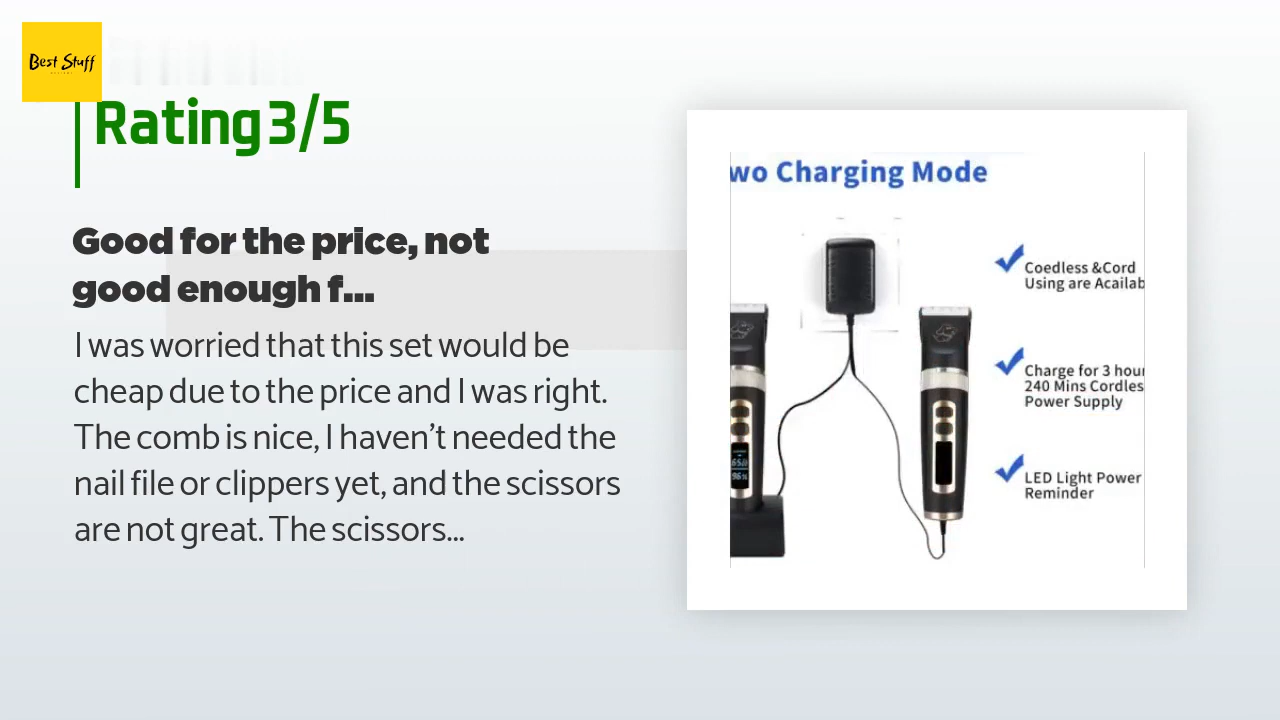 Best Stuff
Rating 3/5
Good for the price, not
good enough f...
I was worried that this set would be
cheap due to the price and I was right.
The comb is nice, I haven't needed the
nail file or clippers yet, and the scissors
are not great. The scissors...
wo Charging Mode
Coedless &Cord
Using are Availab
Charge for 3 hour
240 Mins Cordles
Power Supply
LED Light Power
Reminder
96%